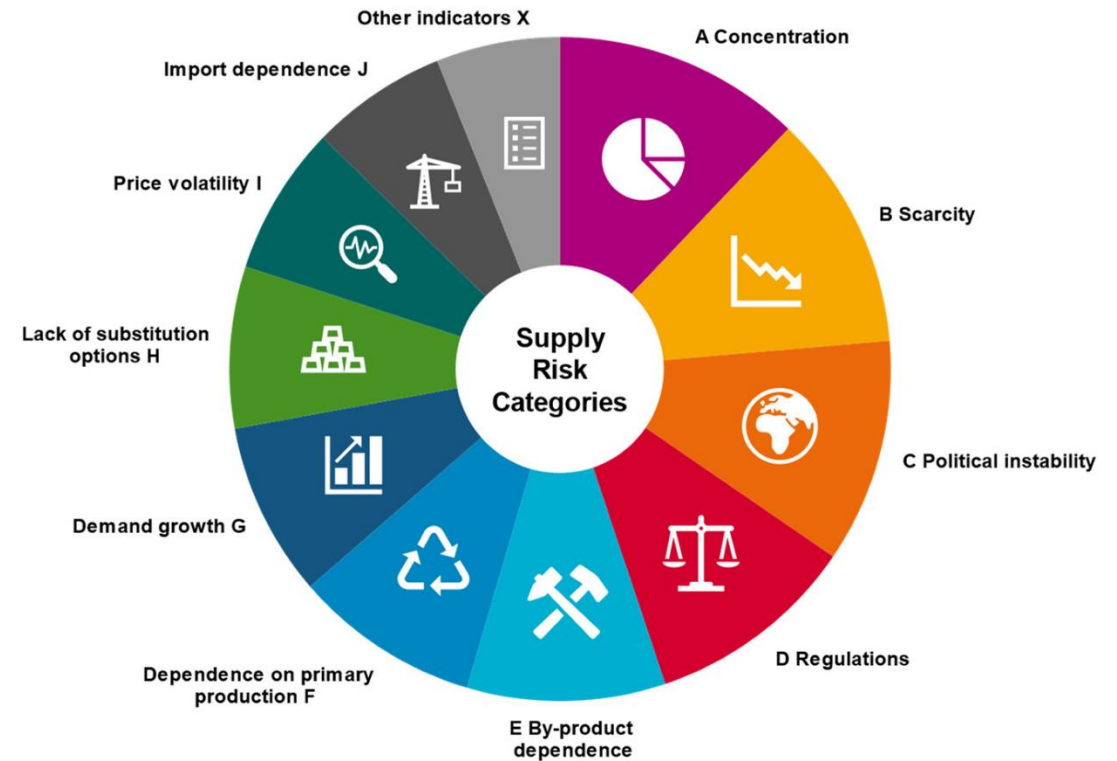 Other indicators X
A Concentration
Import dependence J
Price volatility I
B Scarcity
Lack of substitution
options H
Supply
Risk
Categories
C Political instability
Demand growth G
D Regulations
Dependence on primary
production F
E By-product
dependence